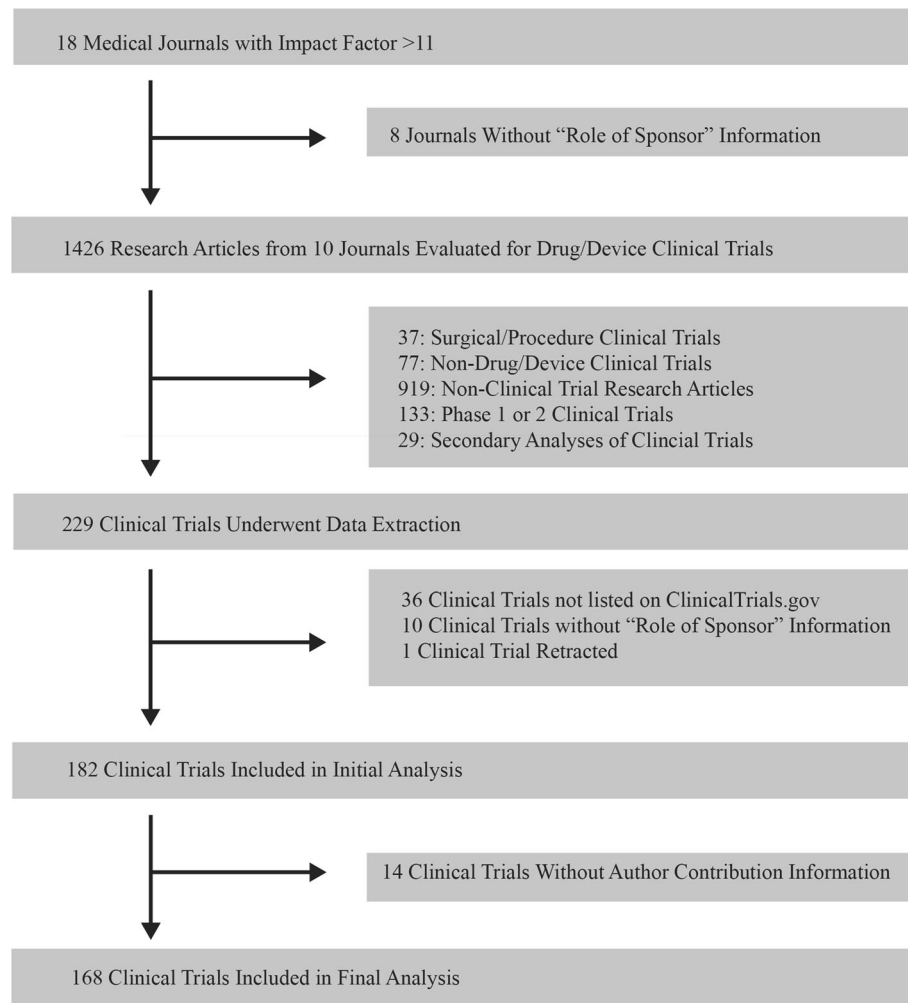 18 Medical Journals with Impact Factor >11
8 Journals Without “Role of Sponsor” Information
1426 Research Articles from 10 Journals Evaluated for Drug/Device Clinical Trials
37: Surgical/Procedure Clinical Trials
77: Non-Drug/Device Clinical Trials
919: Non-Clinical Trial Research Articles
133: Phase 1 or 2 Clinical Trials
29: Secondary Analyses of Clincial Trials
229 Clinical Trials Underwent Data Extraction
36 Clinical Trials not listed on ClinicalTrials.gov
10 Clinical Trials without “Role of Sponsor” Information
1 Clinical Trial Retracted
182 Clinical Trials Included in Initial Analysis
14 Clinical Trials Without Author Contribution Information
168 Clinical Trials Included in Final Analysis